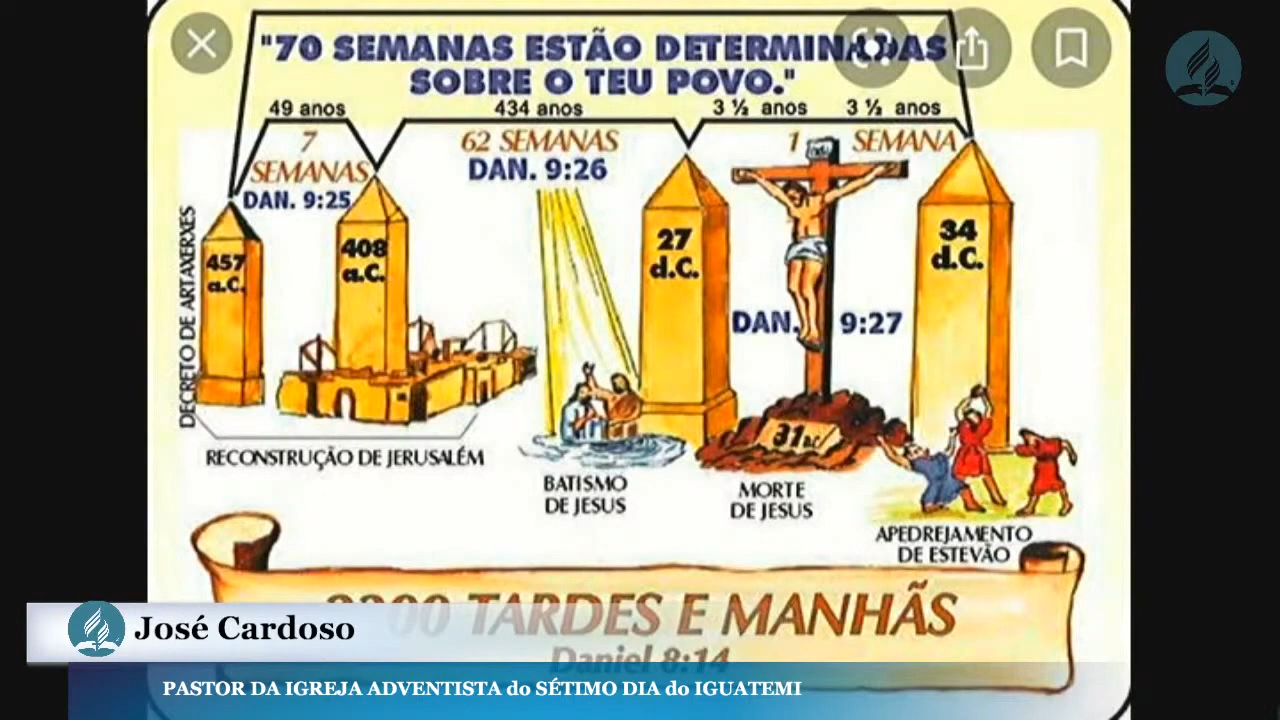 "70 SEMANAS ESTÃO DETERMINADAS
SOBRE O TEU POVO."
49 anos
434 anos
3 ½ anos
3 ½ anos
7
SEMANAS
DAN. 9:25
62 SEMANAS
DAN. 9:26
1 SEMANA
DECRETO DE ARTAXERXES
457
a.C.
408
a.C.
27
d.C.
34
d.C.
DAN. 9:27
31 d.C.
RECONSTRUÇÃO DE JERUSALÉM
BATISMO
DE JESUS
MORTE
DE JESUS
APEDREJAMENTO
DE ESTEVÃO
2300 TARDES E MANHÃS
Daniel 8:14
José Cardoso
PASTOR DA IGREJA ADVENTISTA do SÉTIMO DIA do IGUATEMI